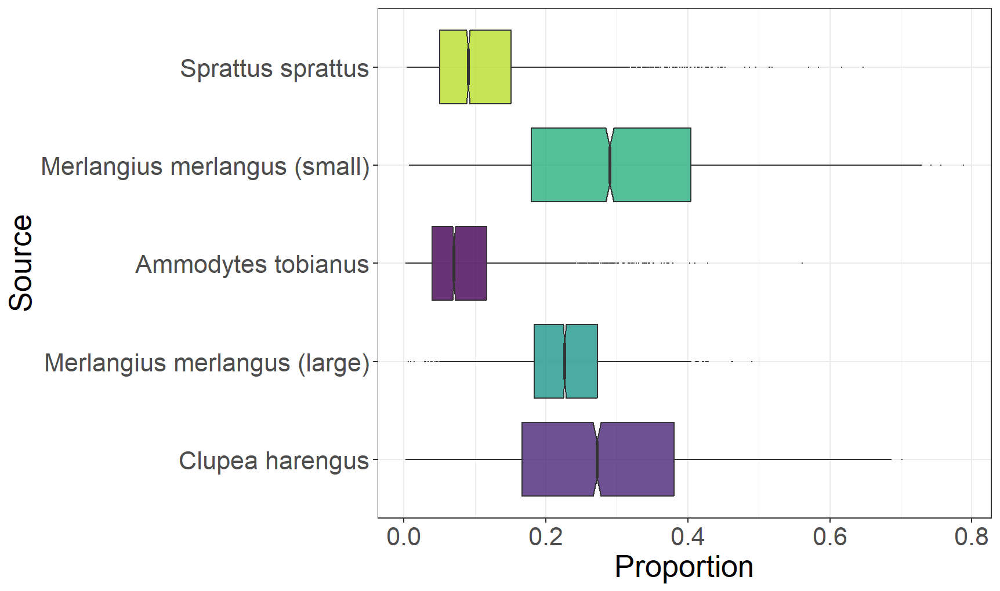 Sprattus sprattus
Merlangius merlangus (small)
Ammodytes tobianus
Merlangius merlangus (large)
Clupea harengus
Source
0.0 0.2 0.4 0.6 0.8
Proportion